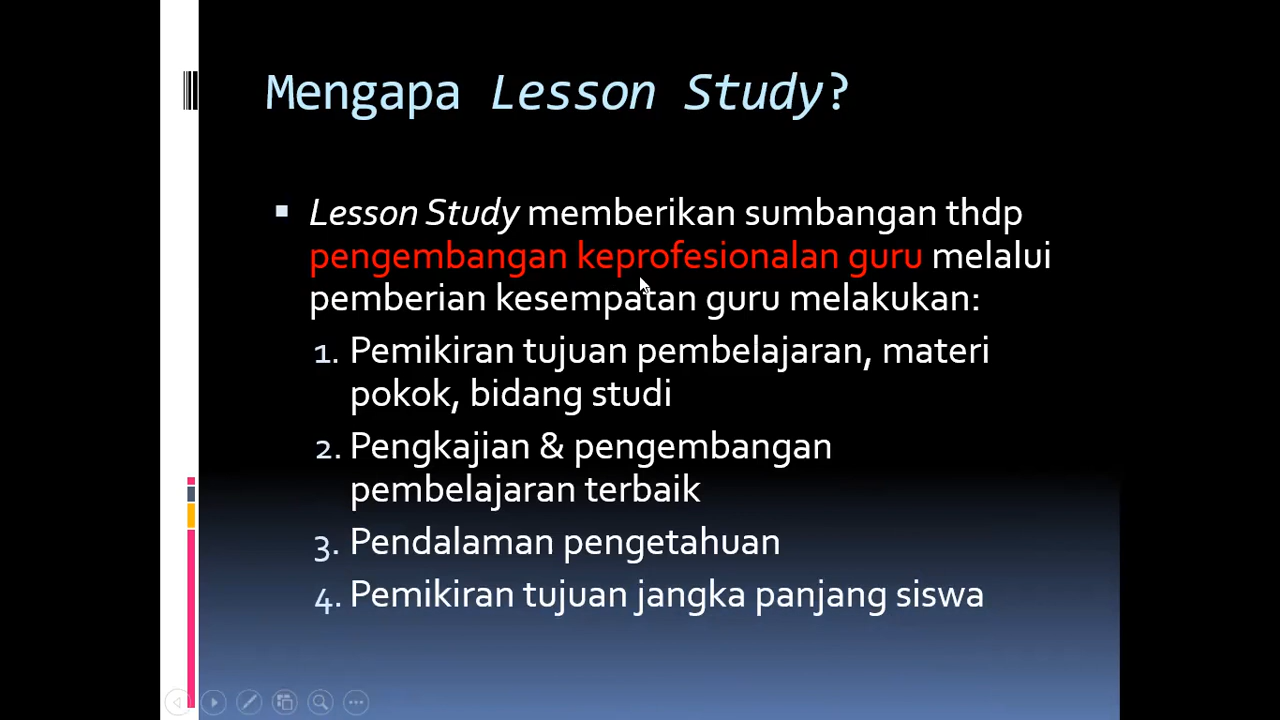 Mengapa Lesson Study?
Lesson Study memberikan sumbangan thdp
pengembangan keprofesionalan guru melalui
pemberian kesempatan guru melakukan:
1. Pemikiran tujuan pembelajaran, materi
pokok, bidang studi
2. Pengkajian & pengembangan
pembelajaran terbaik
3. Pendalaman pengetahuan
4. Pemikiran tujuan jangka panjang siswa